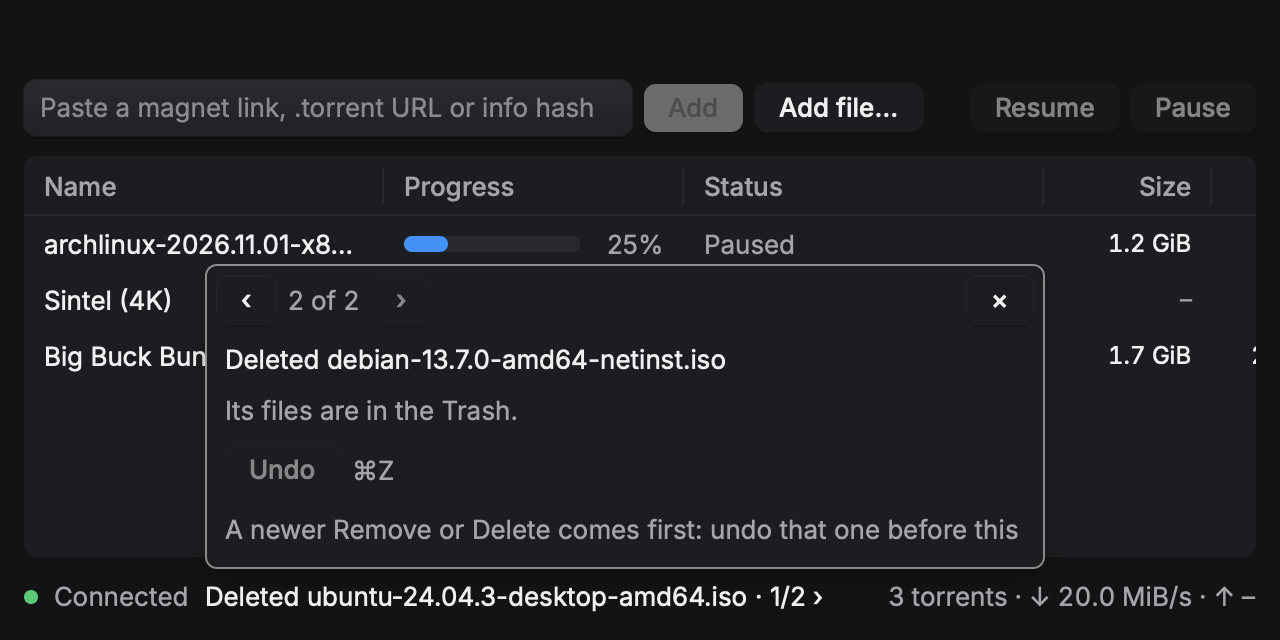 Paste a magnet link, .torrent URL or info hash Add Add file... Resume Pause
Name Progress Status Size
archlinux-2026.11.01-x8... 25% Paused 1.2 GiB
Sintel (4K) –
Big Buck Bun 1.7 GiB
‹ 2 of 2 › ×
Deleted debian-13.7.0-amd64-netinst.iso
Its files are in the Trash.
Undo ⌘Z
A newer Remove or Delete comes first: undo that one before this
Connected Deleted ubuntu-24.04.3-desktop-amd64.iso · 1/2 › 3 torrents · ↓ 20.0 MiB/s · ↑ –